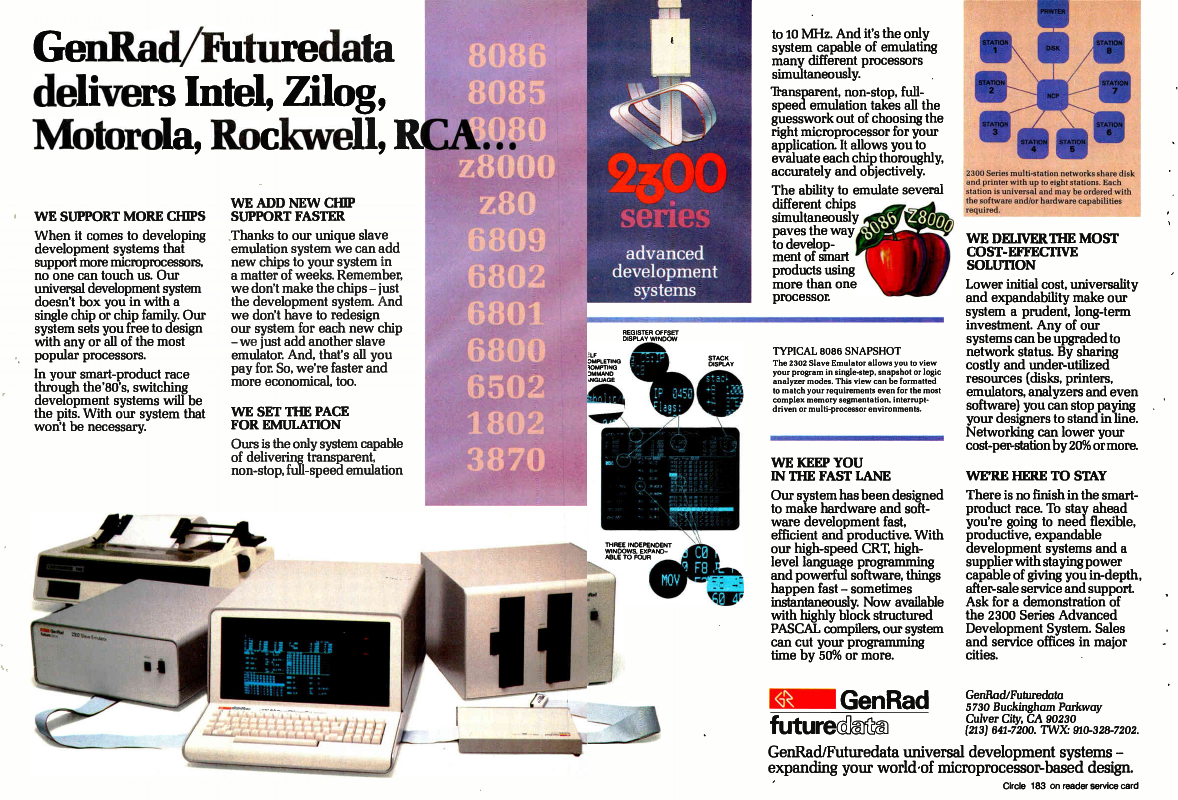 GenRad/Futuredata
delivers Intel, Zilog,
Motorola, Rockwell, RCA...
WE SUPPORT MORE CHIPS
When it comes to developing
development systems that
support more microprocessors,
no one can touch us. Our
universal development system
doesn't box you in with a
single chip or chip family. Our
system sets you free to design
with any or all of the most
popular processors.
In your smart-product race
through the '80's, switching
development systems will be
the pits. With our system that
won't be necessary.
WE ADD NEW CHIP
SUPPORT FASTER
Thanks to our unique slave
emulation system we can add
new chips to your system in
a matter of weeks. Remember,
we don't make the chips – just
the development system. And
we don't have to redesign
our system for each new chip
– we just add another slave
emulator. And, that's all you
pay for. So, we're faster and
more economical, too.
WE SET THE PACE
FOR EMULATION
Ours is the only system capable
of delivering transparent,
non-stop, full-speed emulation
8086
8085
8080
z8000
z80
6809
6802
6801
6800
6502
1802
3870
2300
series
advanced
development
systems
REGISTER OFFSET
DISPLAY WINDOW
STACK
DISPLAY
IP 0450
Flags:
THREE INDEPENDENT
WINDOWS, EXPAND-
ABLE TO FOUR
MOV
C0
F8
GenRad
2302 Slave Emulator
to 10 MHz. And it's the only
system capable of emulating
many different processors
simultaneously.
Transparent, non-stop, full-
speed emulation takes all the
guesswork out of choosing the
right microprocessor for your
application. It allows you to
evaluate each chip thoroughly,
accurately and objectively.
The ability to emulate several
different chips
simultaneously
paves the way
to develop-
ment of smart
products using
more than one
processor.
8086 Z8000
TYPICAL 8086 SNAPSHOT
The 2302 Slave Emulator allows you to view
your program in single-step, snapshot or logic
analyzer modes. This view can be formatted
to match your requirements even for the most
complex memory segmentation, interrupt-
driven or multi-processor environments.
WE KEEP YOU
IN THE FAST LANE
Our system has been designed
to make hardware and soft-
ware development fast,
efficient and productive. With
our high-speed CRT, high-
level language programming
and powerful software, things
happen fast – sometimes
instantaneously. Now available
with highly block structured
PASCAL compilers, our system
can cut your programming
time by 50% or more.
PRINTER
STATION 1
DISK
STATION 8
STATION 2
NCP
STATION 7
STATION 3
STATION 4
STATION 5
STATION 6
2300 Series multi-station networks share disk
and printer with up to eight stations. Each
station is universal and may be ordered with
the software and/or hardware capabilities
required.
WE DELIVER THE MOST
COST-EFFECTIVE
SOLUTION
Lower initial cost, universality
and expandability make our
system a prudent, long-term
investment. Any of our
systems can be upgraded to
network status. By sharing
costly and under-utilized
resources (disks, printers,
emulators, analyzers and even
software) you can stop paying
your designers to stand in line.
Networking can lower your
cost-per-station by 20% or more.
WE'RE HERE TO STAY
There is no finish in the smart-
product race. To stay ahead
you're going to need flexible,
productive, expandable
development systems and a
supplier with staying power
capable of giving you in-depth,
after-sale service and support.
Ask for a demonstration of
the 2300 Series Advanced
Development System. Sales
and service offices in major
cities.
GenRad
futuredata
GenRad/Futuredata
5730 Buckingham Parkway
Culver City, CA 90230
(213) 641-7200. TWX: 910-328-7202.
GenRad/Futuredata universal development systems –
expanding your world of microprocessor-based design.
Circle 183 on reader service card